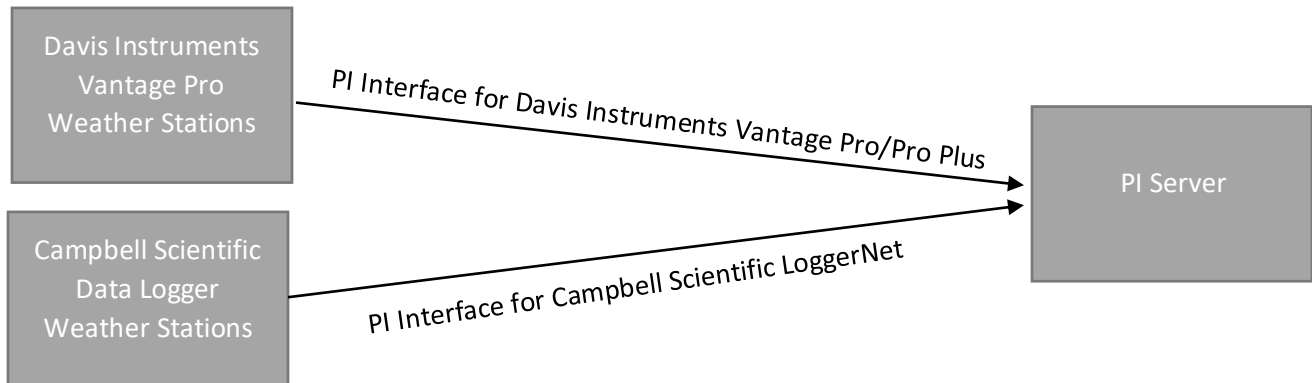 Davis Instruments
Vantage Pro
Weather Stations
PI Interface for Davis Instruments Vantage Pro/Pro Plus
PI Server
Campbell Scientific
Data Logger
Weather Stations
PI Interface for Campbell Scientific LoggerNet